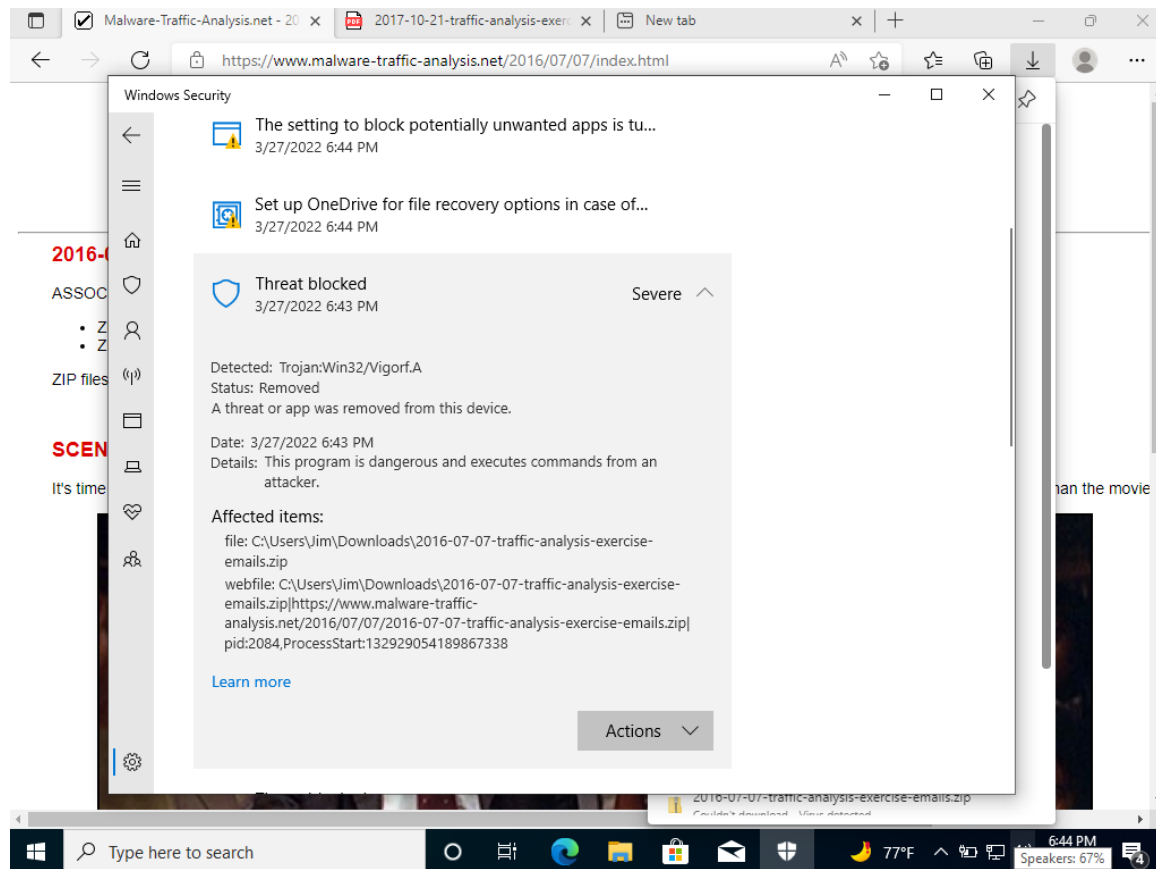 Malware-Traffic-Analysis.net - 20
2017-10-21-traffic-analysis-exerc
New tab
https://www.malware-traffic-analysis.net/2016/07/07/index.html
Windows Security
The setting to block potentially unwanted apps is tu...
3/27/2022 6:44 PM
Set up OneDrive for file recovery options in case of...
3/27/2022 6:44 PM
2016-0
ASSOC
Z
Z
ZIP files
SCEN
It's time
han the movie
Threat blocked
3/27/2022 6:43 PM
Severe
Detected: Trojan:Win32/Vigorf.A
Status: Removed
A threat or app was removed from this device.
Date: 3/27/2022 6:43 PM
Details: This program is dangerous and executes commands from an
attacker.
Affected items:
file: C:\Users\Jim\Downloads\2016-07-07-traffic-analysis-exercise-
emails.zip
webfile: C:\Users\Jim\Downloads\2016-07-07-traffic-analysis-exercise-
emails.zip|https://www.malware-traffic-
analysis.net/2016/07/07/2016-07-07-traffic-analysis-exercise-emails.zip|
pid:2084,ProcessStart:132929054189867338
Learn more
Actions
2016-07-07-traffic-analysis-exercise-emails.zip
Couldn't download - Virus detected
Type here to search
77°F
6:44 PM
Speakers: 67%
4